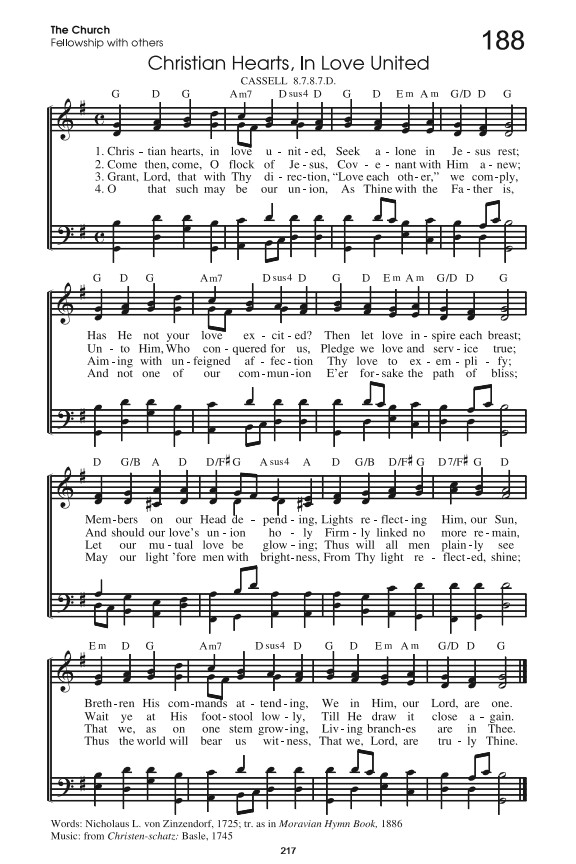 The Church
Fellowship with others
188
Christian Hearts, In Love United
CASSELL 8.7.8.7.D.
G D G Am7 Dsus4 D G D Em Am G/D D G
1. Chris - tian hearts, in love u - nit - ed, Seek a - lone in Je - sus rest;
2. Come then, come, O flock of Je - sus, Cov - e - nant with Him a - new;
3. Grant, Lord, that with Thy di - rec - tion, “Love each oth - er,” we com - ply,
4. O that such may be our un - ion, As Thine with the Fa - ther is,
G D G Am7 Dsus4 D G D Em Am G/D D G
Has He not your love ex - cit - ed? Then let love in - spire each breast;
Un - to Him, Who con - quered for us, Pledge we love and serv - ice true;
Aim - ing with un - feigned af - fec - tion Thy love to ex - em - pli - fy;
And not one of our com - mun - ion E'er for - sake the path of bliss;
D G/B A D D/F# G Asus4 A D G/B D/F# G D7/F# G D
Mem - bers on our Head de - pend - ing, Lights re - flect - ing Him, our Sun,
And should our love's un - ion ho - ly Firm - ly linked no more re - main,
Let our mu - tual love be glow - ing; Thus will all men plain - ly see
May our light 'fore men with bright - ness, From Thy light re - flect - ed, shine;
Em D G Am7 Dsus4 D G D Em Am G/D D G
Breth - ren His com - mands at - tend - ing, We in Him, our Lord, are one.
Wait ye at His foot - stool low - ly, Till He draw it close a - gain.
That we, as on one stem grow - ing, Liv - ing branch - es are in Thee.
Thus the world will bear us wit - ness, That we, Lord, are tru - ly Thine.
Words: Nicholaus L. von Zinzendorf, 1725; tr. as in Moravian Hymn Book, 1886
Music: from Christen-schatz: Basle, 1745
217